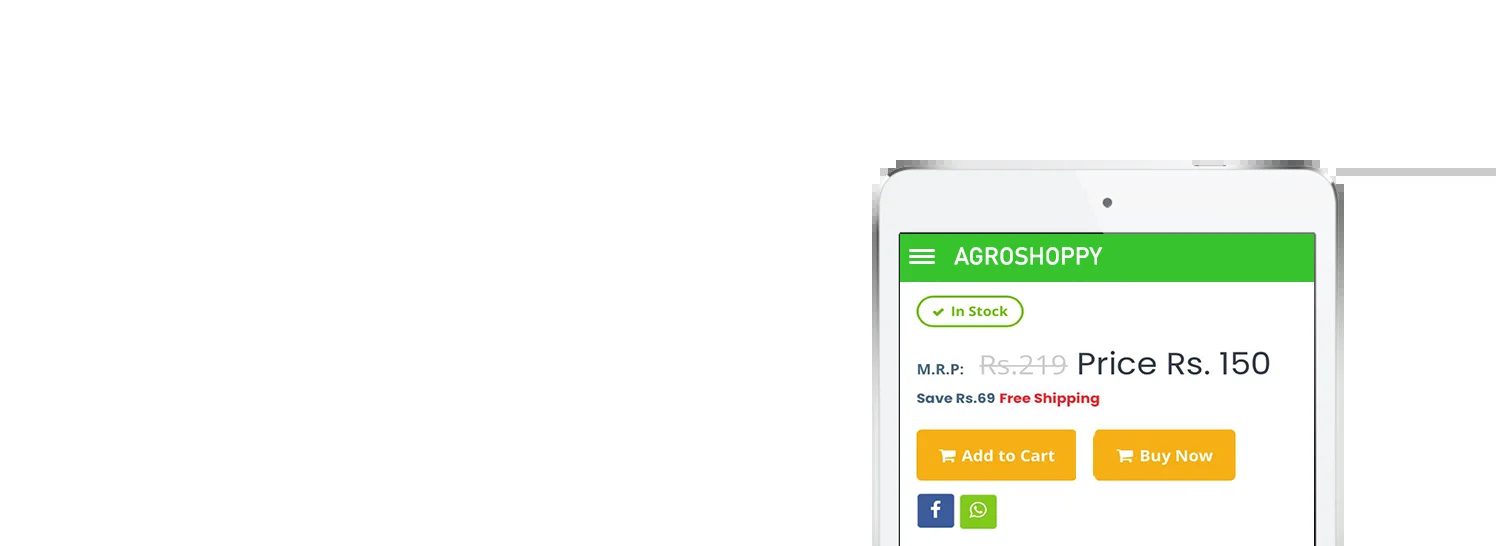 AGROSHOPPY
In Stock
M.R.P: Rs.219 Price Rs. 150
Save Rs.69 Free Shipping
Add to Cart Buy Now